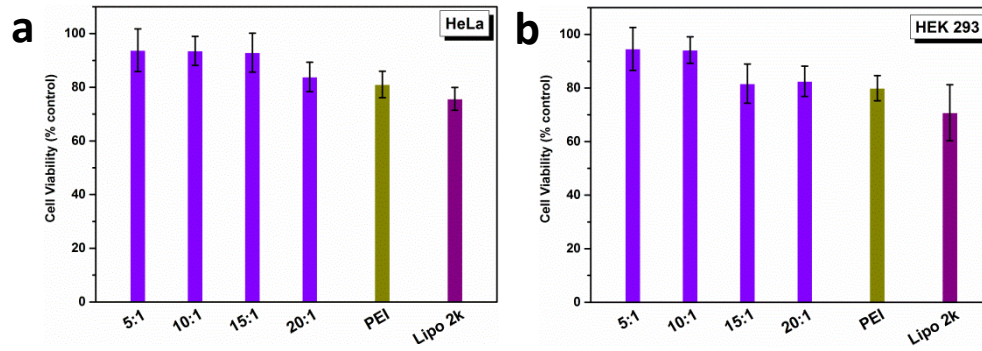 a
HeLa
Cell Viability (% control)
100
80
60
40
20
0
5:1
10:1
15:1
20:1
PEI
Lipo 2k
b
HEK 293
Cell Viability (% control)
100
80
60
40
20
0
5:1
10:1
15:1
20:1
PEI
Lipo 2k